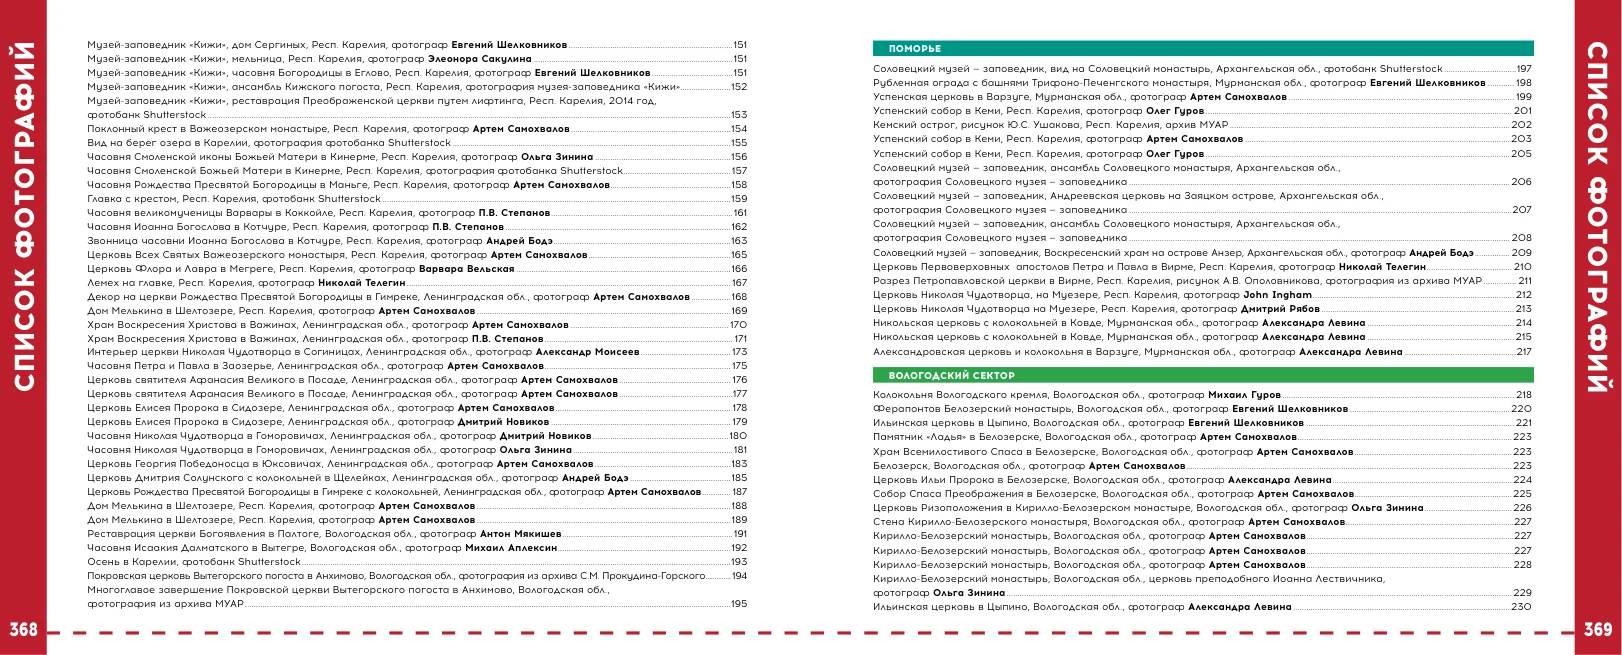 СПИСОК ФОТОГРАФИЙ
Музей-заповедник «Кижи», дом Сергиных, Респ. Карелия, фотограф Евгений Шелковников 151
Музей-заповедник «Кижи», мельница, Респ. Карелия, фотограф Элеонора Сакулина 151
Музей-заповедник «Кижи», часовня Богородицы в Еглово, Респ. Карелия, фотограф Евгений Шелковников 151
Музей-заповедник «Кижи», ансамбль Кижского погоста, Респ. Карелия, фотография музея-заповедника «Кижи» 152
Музей-заповедник «Кижи», реставрация Преображенской церкви путем лифтинга, Респ. Карелия, 2014 год,
фотобанк Shutterstock 153
Поклонный крест в Важеозерском монастыре, Респ. Карелия, фотограф Артем Самохвалов 154
Вид на берег озера в Карелии, фотография фотобанка Shutterstock 155
Часовня Смоленской иконы Божьей Матери в Кинерме, Респ. Карелия, фотограф Ольга Зинина 156
Часовня Смоленской Божьей Матери в Кинерме, Респ. Карелия, фотография фотобанка Shutterstock 157
Часовня Рождества Пресвятой Богородицы в Маньге, Респ. Карелия, фотограф Артем Самохвалов 158
Главка с крестом, Респ. Карелия, фотобанк Shutterstock 159
Часовня великомученицы Варвары в Коккойле, Респ. Карелия, фотограф П.В. Степанов 161
Часовня Иоанна Богослова в Котчуре, Респ. Карелия, фотограф П.В. Степанов 162
Звонница часовни Иоанна Богослова в Котчуре, Респ. Карелия, фотограф Андрей Бодэ 163
Церковь Всех Святых Важеозерского монастыря, Респ. Карелия, фотограф Артем Самохвалов 165
Церковь Флора и Лавра в Мегреге, Респ. Карелия, фотограф Варвара Вельская 166
Лемех на главке, Респ. Карелия, фотограф Николай Телегин 167
Декор на церкви Рождества Пресвятой Богородицы в Гимреке, Ленинградская обл., фотограф Артем Самохвалов 168
Дом Мелькина в Шелтозере, Респ. Карелия, фотограф Артем Самохвалов 169
Храм Воскресения Христова в Важинах, Ленинградская обл., фотограф Артем Самохвалов 170
Храм Воскресения Христова в Важинах, Ленинградская обл., фотограф П.В. Степанов 171
Интерьер церкви Николая Чудотворца в Согиницах, Ленинградская обл., фотограф Александр Моисеев 173
Часовня Петра и Павла в Заозерье, Ленинградская обл., фотограф Артем Самохвалов 175
Церковь святителя Афанасия Великого в Посаде, Ленинградская обл., фотограф Артем Самохвалов 176
Церковь святителя Афанасия Великого в Посаде, Ленинградская обл., фотограф Артем Самохвалов 177
Церковь Елисея Пророка в Сидозере, Ленинградская обл., фотограф Артем Самохвалов 178
Церковь Елисея Пророка в Сидозере, Ленинградская обл., фотограф Дмитрий Новиков 179
Часовня Николая Чудотворца в Гоморовичах, Ленинградская обл., фотограф Дмитрий Новиков 180
Часовня Николая Чудотворца в Гоморовичах, Ленинградская обл., фотограф Ольга Зинина 181
Церковь Георгия Победоносца в Юксовичах, Ленинградская обл., фотограф Артем Самохвалов 183
Церковь Дмитрия Солунского с колокольней в Щелейках, Ленинградская обл., фотограф Андрей Бодэ 185
Церковь Рождества Пресвятой Богородицы в Гимреке с колокольней, Ленинградская обл., фотограф Артем Самохвалов 187
Дом Мелькина в Шелтозере, Респ. Карелия, фотограф Артем Самохвалов 188
Дом Мелькина в Шелтозере, Респ. Карелия, фотограф Артем Самохвалов 189
Реставрация церкви Богоявления в Палтоге, Вологодская обл., фотограф Антон Мякишев 191
Часовня Исаакия Далматского в Вытегре, Вологодская обл., фотограф Михаил Аплексин 192
Осень в Карелии, фотобанк Shutterstock 193
Покровская церковь Вытегорского погоста в Анхимово, Вологодская обл., фотография из архива С.М. Прокудина-Горского 194
Многоглавое завершение Покровской церкви Вытегорского погоста в Анхимово, Вологодская обл.,
фотография из архива МУАР 195
368
ПОМОРЬЕ
Соловецкий музей – заповедник, вид на Соловецкий монастырь, Архангельская обл., фотобанк Shutterstock 197
Рубленная ограда с башнями Трифоно-Печенгского монастыря, Мурманская обл., фотограф Евгений Шелковников 198
Успенская церковь в Варзуге, Мурманская обл., фотограф Артем Самохвалов 199
Успенский собор в Кеми, Респ. Карелия, фотограф Олег Гуров 201
Кемский острог, рисунок Ю.С. Ушакова, Респ. Карелия, архив МУАР 202
Успенский собор в Кеми, Респ. Карелия, фотограф Артем Самохвалов 203
Успенский собор в Кеми, Респ. Карелия, фотограф Олег Гуров 205
Соловецкий музей – заповедник, ансамбль Соловецкого монастыря, Архангельская обл.,
фотография Соловецкого музея – заповедника 206
Соловецкий музей – заповедник, Андреевская церковь на Заяцком острове, Архангельская обл.,
фотография Соловецкого музея – заповедника 207
Соловецкий музей – заповедник, ансамбль Соловецкого монастыря, Архангельская обл.,
фотография Соловецкого музея – заповедника 208
Соловецкий музей – заповедник, Воскресенский храм на острове Анзер, Архангельская обл., фотограф Андрей Бодэ 209
Церковь Первоверховных апостолов Петра и Павла в Вирме, Респ. Карелия, фотограф Николай Телегин 210
Разрез Петропавловской церкви в Вирме, Респ. Карелия, рисунок А.В. Ополовникова, фотография из архива МУАР 211
Церковь Николая Чудотворца, на Муезере, Респ. Карелия, фотограф John Ingham 212
Церковь Николая Чудотворца на Муезере, Респ. Карелия, фотограф Дмитрий Рябов 213
Никольская церковь с колокольней в Ковде, Мурманская обл., фотограф Александра Левина 214
Никольская церковь с колокольней в Ковде, Мурманская обл., фотограф Александра Левина 215
Александровская церковь и колокольня в Варзуге, Мурманская обл., фотограф Александра Левина 217
ВОЛОГОДСКИЙ СЕКТОР
Колокольня Вологодского кремля, Вологодская обл., фотограф Михаил Гуров 218
Ферапонтов Белозерский монастырь, Вологодская обл., фотограф Евгений Шелковников 220
Ильинская церковь в Цыпино, Вологодская обл., фотограф Евгений Шелковников 221
Памятник «Ладья» в Белозерске, Вологодская обл., фотограф Артем Самохвалов 223
Храм Всемилостивого Спаса в Белозерске, Вологодская обл., фотограф Артем Самохвалов 223
Белозерск, Вологодская обл., фотограф Артем Самохвалов 223
Церковь Ильи Пророка в Белозерске, Вологодская обл., фотограф Александра Левина 224
Собор Спаса Преображения в Белозерске, Вологодская обл., фотограф Артем Самохвалов 225
Церковь Ризоположения в Кирилло-Белозерском монастыре, Вологодская обл., фотограф Ольга Зинина 226
Стена Кирилло-Белозерского монастыря, Вологодская обл., фотограф Артем Самохвалов 227
Кирилло-Белозерский монастырь, Вологодская обл., фотограф Артем Самохвалов 227
Кирилло-Белозерский монастырь, Вологодская обл., фотограф Артем Самохвалов 227
Кирилло-Белозерский монастырь, Вологодская обл., фотограф Артем Самохвалов 228
Кирилло-Белозерский монастырь, Вологодская обл., церковь преподобного Иоанна Лествичника,
фотограф Ольга Зинина 229
Ильинская церковь в Цыпино, Вологодская обл., фотограф Александра Левина 230
СПИСОК ФОТОГРАФИЙ
369